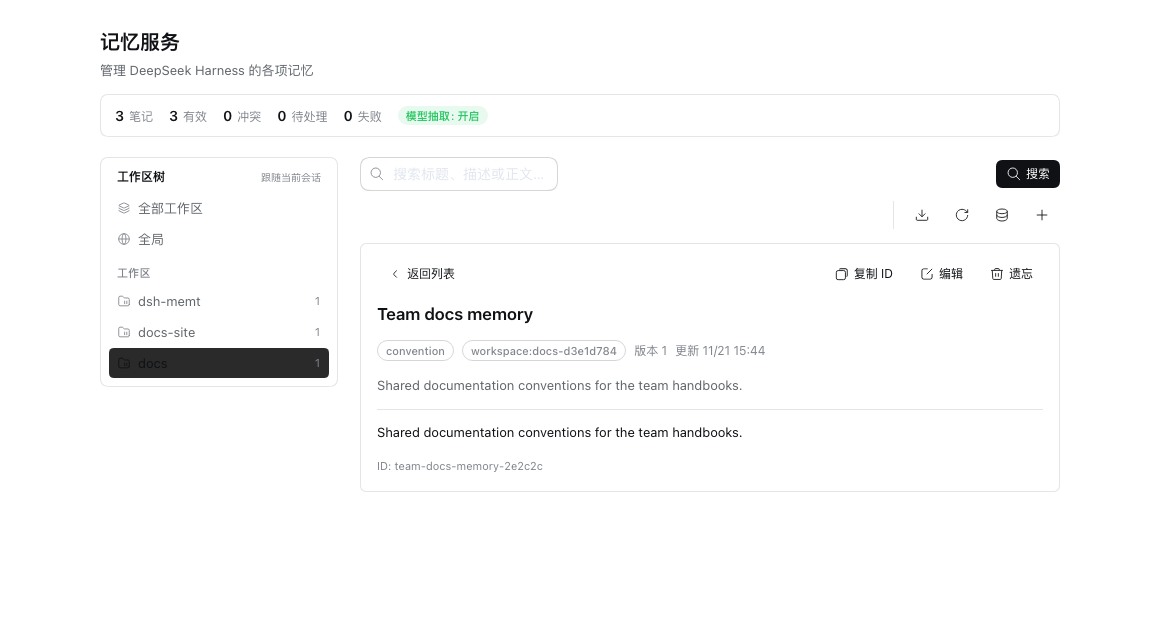 记忆服务
管理 DeepSeek Harness 的各项记忆
3 笔记 3 有效 0 冲突 0 待处理 0 失败 模型抽取: 开启
工作区树 跟随当前会话
全部工作区
全局
工作区
dsh-memt 1
docs-site 1
docs 1
搜索标题、描述或正文...
搜索
返回列表 复制 ID 编辑 遗忘
Team docs memory
convention workspace:docs-d3e1d784 版本 1 更新 11/21 15:44
Shared documentation conventions for the team handbooks.
Shared documentation conventions for the team handbooks.
ID: team-docs-memory-2e2c2c